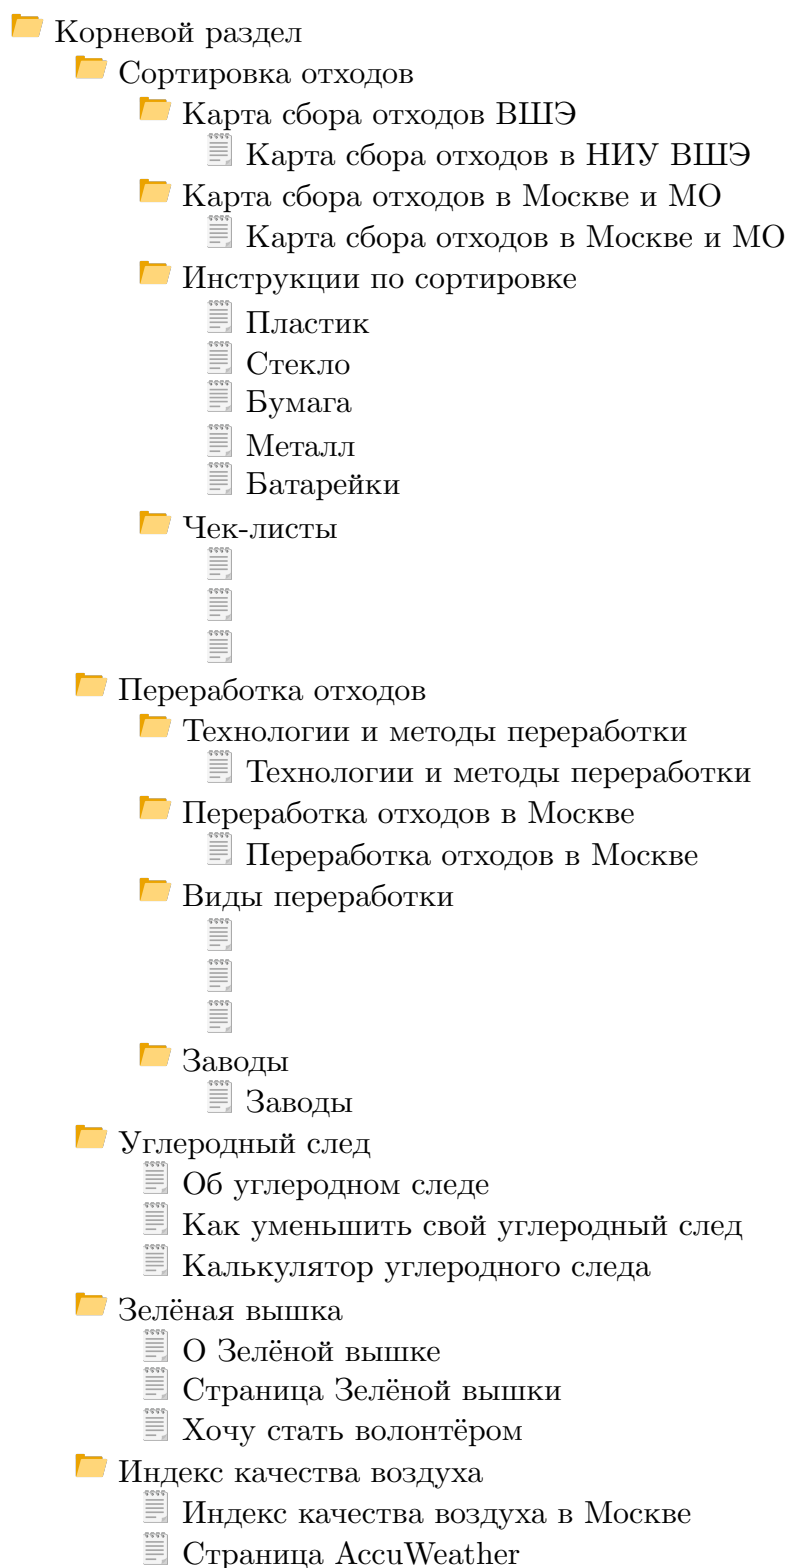 Корневой раздел
Сортировка отходов
Карта сбора отходов ВШЭ
Карта сбора отходов в НИУ ВШЭ
Карта сбора отходов в Москве и МО
Карта сбора отходов в Москве и МО
Инструкции по сортировке
Пластик
Стекло
Бумага
Металл
Батарейки
Чек-листы
Переработка отходов
Технологии и методы переработки
Технологии и методы переработки
Переработка отходов в Москве
Переработка отходов в Москве
Виды переработки
Заводы
Заводы
Углеродный след
Об углеродном следе
Как уменьшить свой углеродный след
Калькулятор углеродного следа
Зелёная вышка
О Зелёной вышке
Страница Зелёной вышки
Хочу стать волонтёром
Индекс качества воздуха
Индекс качества воздуха в Москве
Страница AccuWeather